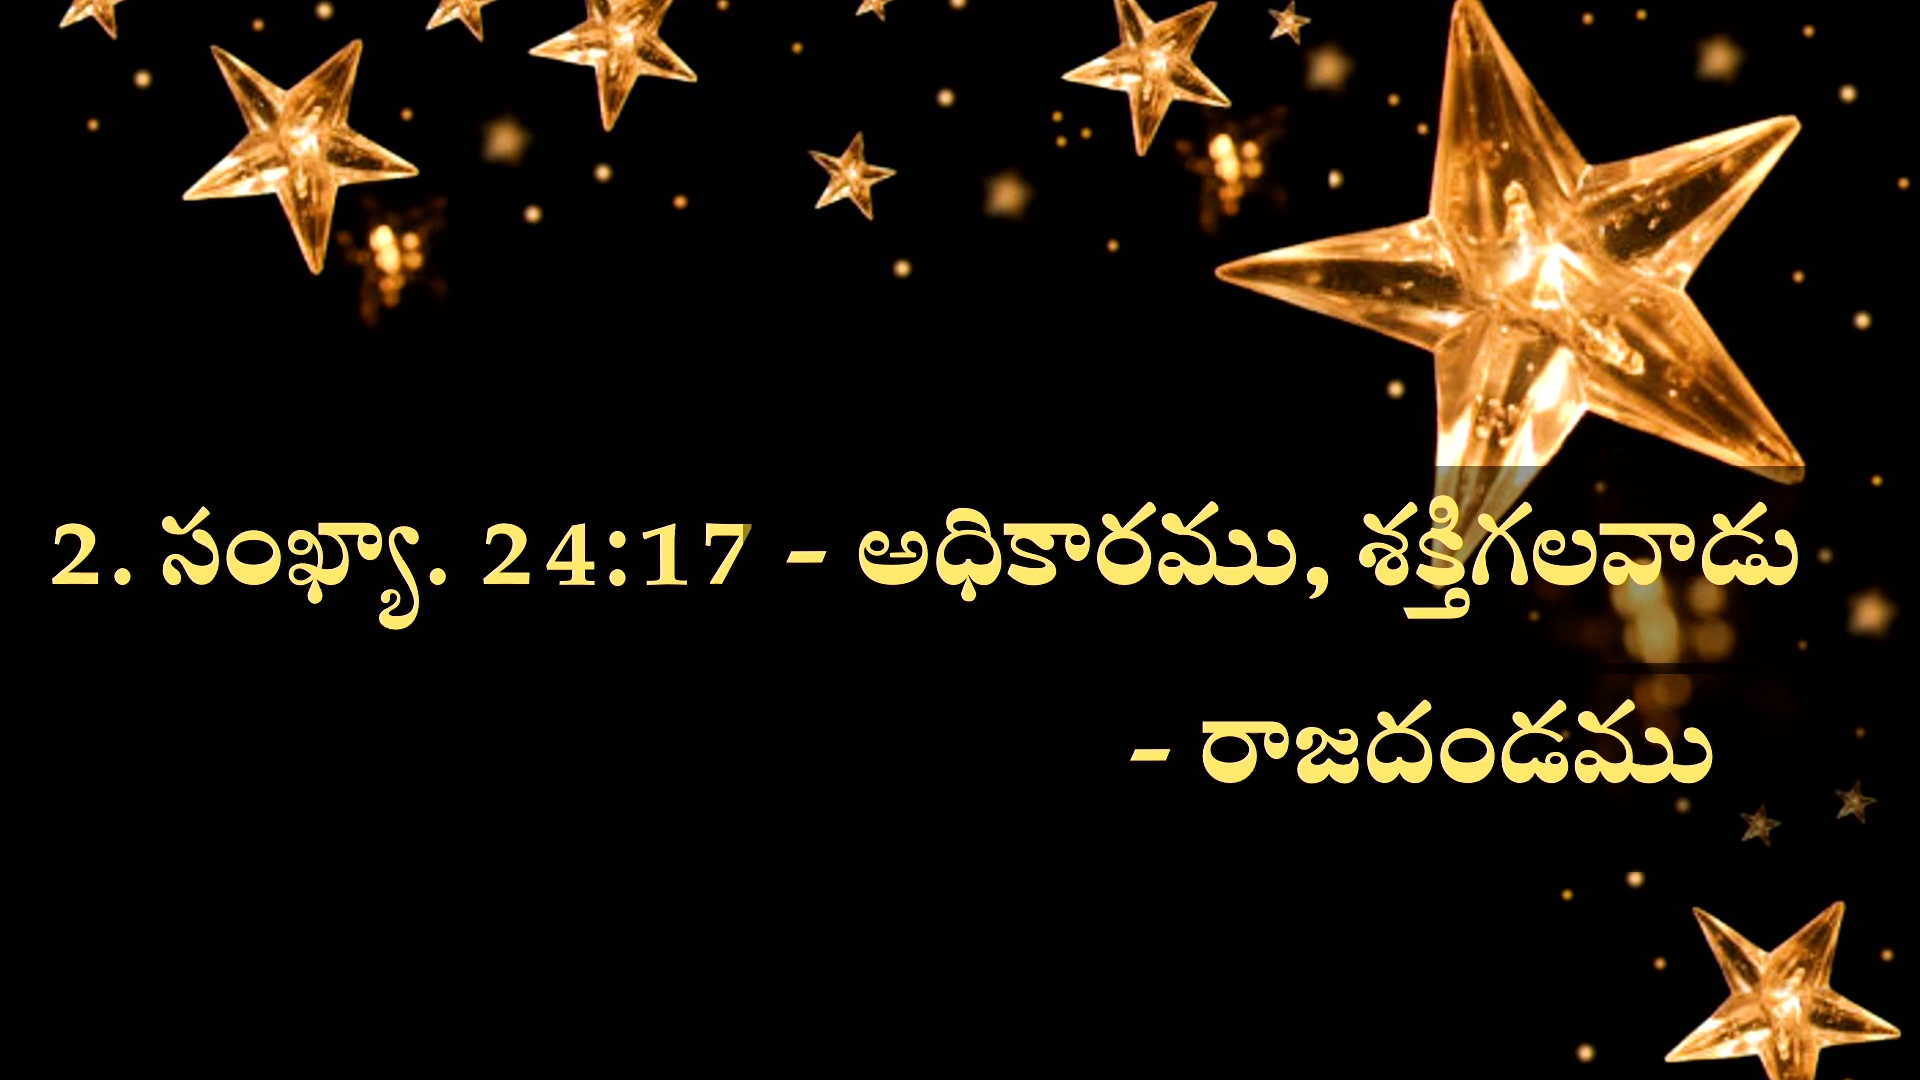 2. సంఖ్యా. 24:17 - అధికారము, శక్తిగలవాడు
- రాజదండము